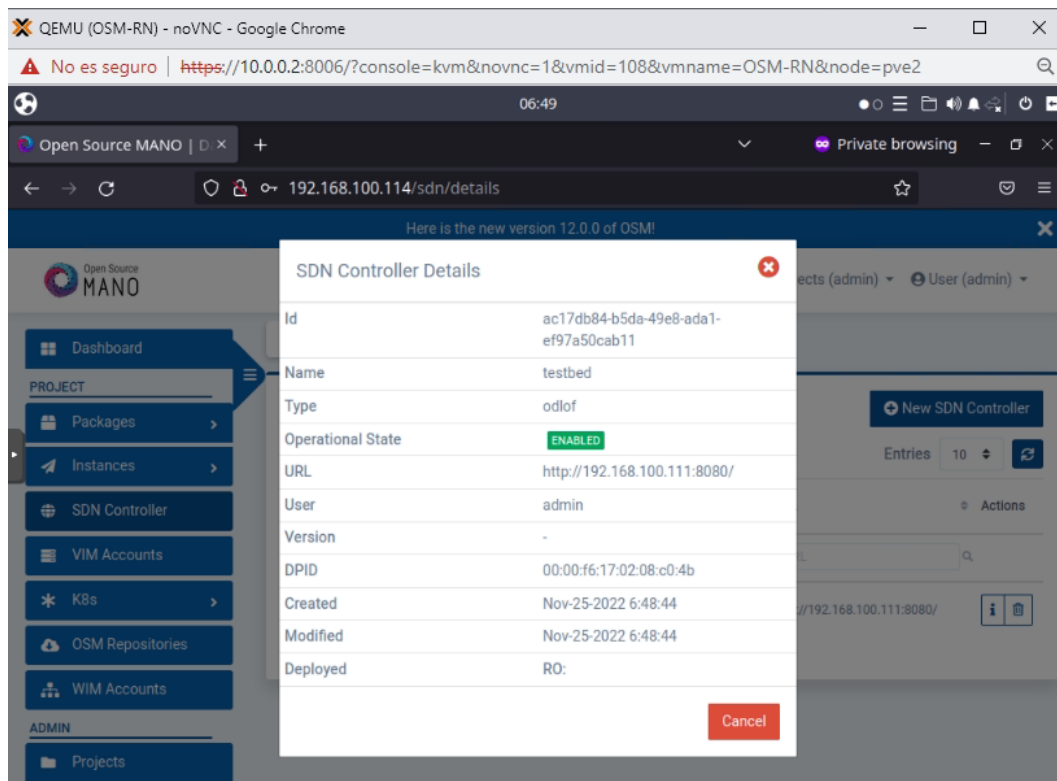 QEMU (OSM-RN) - noVNC - Google Chrome
No es seguro | https://10.0.0.2:8006/?console=kvm&novnc=1&vmid=108&vmname=OSM-RN&node=pve2
06:49
Open Source MANO | D
Private browsing
192.168.100.114/sdn/details
Here is the new version 12.0.0 of OSM!
Open Source
MANO
ects (admin)
User (admin)
SDN Controller Details
Id
ac17db84-b5da-49e8-ada1-
ef97a50cab11
Name testbed
Type odlof
Operational State ENABLED
URL http://192.168.100.111:8080/
User admin
Version -
DPID 00:00:f6:17:02:08:c0:4b
Created Nov-25-2022 6:48:44
Modified Nov-25-2022 6:48:44
Deployed RO:
Cancel
Dashboard
PROJECT
Packages
Instances
SDN Controller
VIM Accounts
K8s
OSM Repositories
WIM Accounts
ADMIN
Projects
New SDN Controller
Entries 10
Actions
://192.168.100.111:8080/